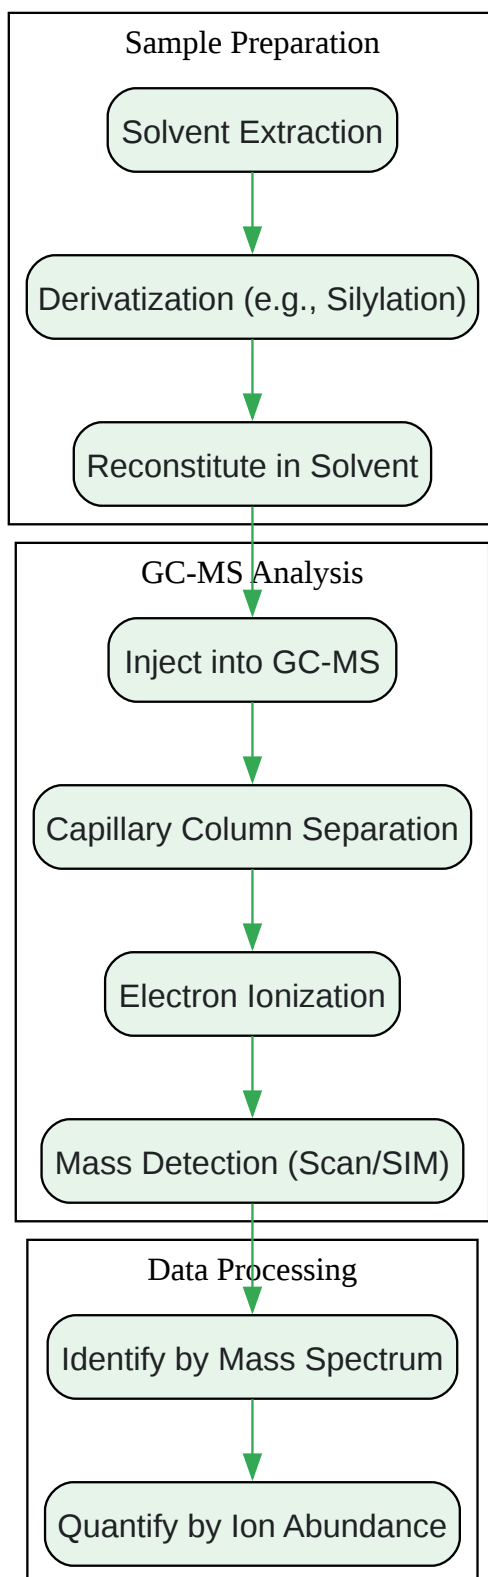 Sample Preparation
Solvent Extraction
Derivatization (e.g., Silylation)
Reconstitute in Solvent
GC-MS Analysis
Inject into GC-MS
Capillary Column Separation
Electron Ionization
Mass Detection (Scan/SIM)
Data Processing
Identify by Mass Spectrum
Quantify by Ion Abundance